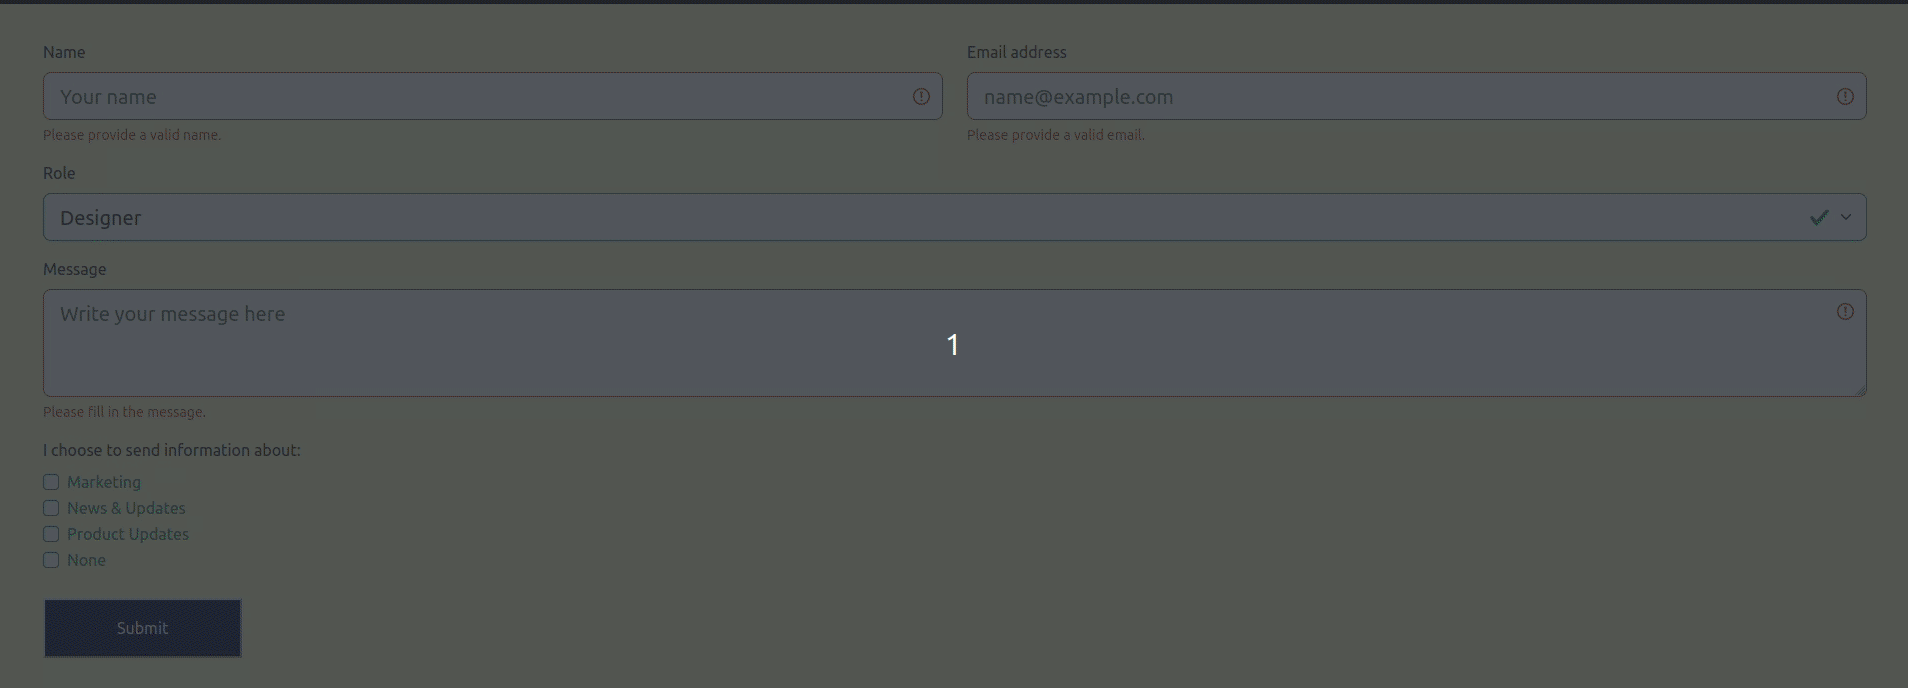 Name
Email address
Your name
name@example.com
Please provide a valid name.
Please provide a valid email.
Role
Designer
Message
Write your message here
1
Please fill in the message.
I choose to send information about:
Marketing
News & Updates
Product Updates
None
Submit